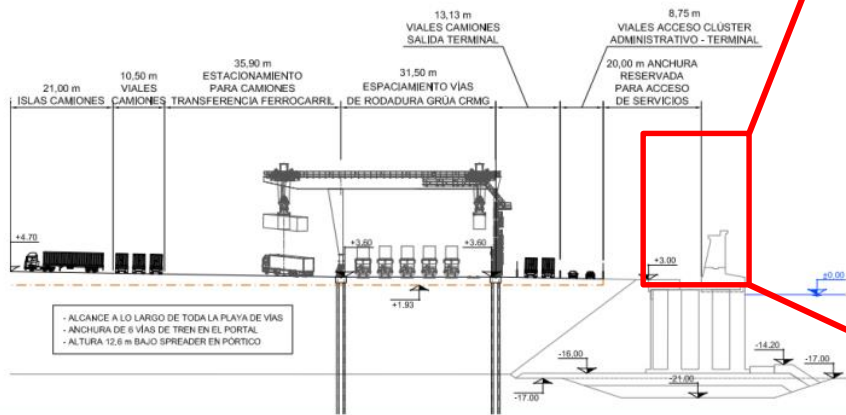 13,13 m
VIALES CAMIONES
SALIDA TERMINAL
8,75 m
VIALES ACCESO CLÚSTER
ADMINISTRATIVO - TERMINAL
21,00 m
ISLAS CAMIONES
10,50 m
VIALES
CAMIONES
35,90 m
ESTACIONAMIENTO
PARA CAMIONES
TRANSFERENCIA FERROCARRIL
31,50 m
ESPACIAMIENTO VÍAS
DE RODADURA GRÚA CRMG
20,00 m ANCHURA
RESERVADA
PARA ACCESO
DE SERVICIOS
+4.70
+3.60
+3.60
+3.00
±0.00
+1.93
- ALCANCE A LO LARGO DE TODA LA PLAYA DE VÍAS
- ANCHURA DE 6 VÍAS DE TREN EN EL PORTAL
- ALTURA 12,6 m BAJO SPREADER EN PÓRTICO
-16.00
-17.00
-21.00
-14.20
-17.00